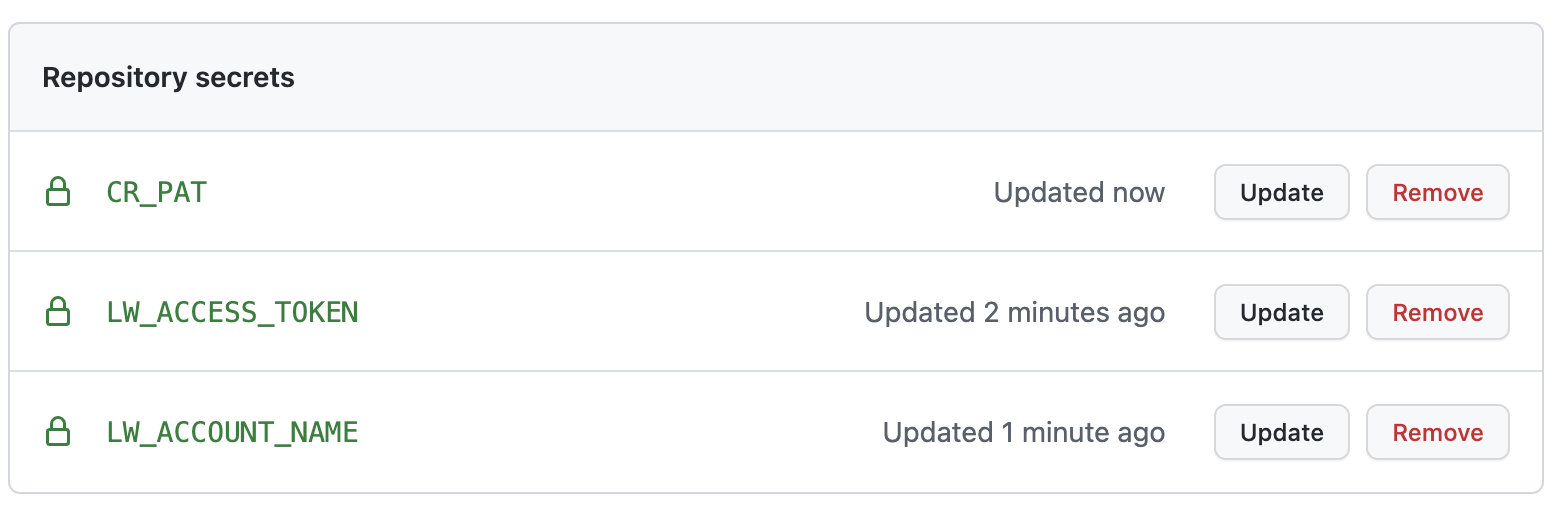 Repository secrets
CR_PAT Updated now Update Remove
LW_ACCESS_TOKEN Updated 2 minutes ago Update Remove
LW_ACCOUNT_NAME Updated 1 minute ago Update Remove